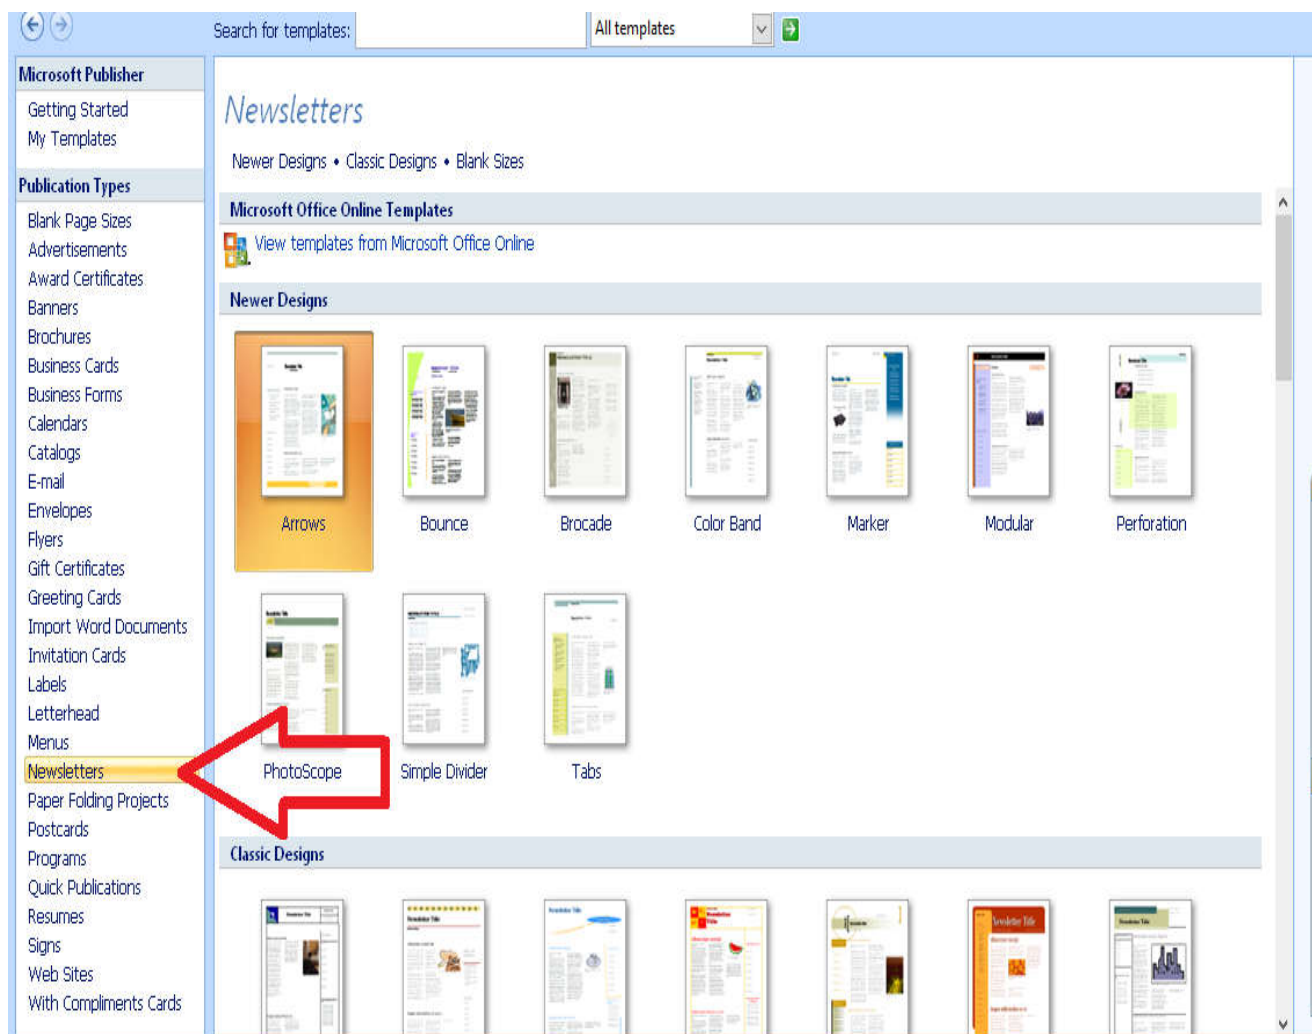 Search for templates:
All templates
Microsoft Publisher
Getting Started
My Templates
Publication Types
Blank Page Sizes
Advertisements
Award Certificates
Banners
Brochures
Business Cards
Business Forms
Calendars
Catalogs
E-mail
Envelopes
Flyers
Gift Certificates
Greeting Cards
Import Word Documents
Invitation Cards
Labels
Letterhead
Menus
Newsletters
Paper Folding Projects
Postcards
Programs
Quick Publications
Resumes
Signs
Web Sites
With Compliments Cards
Newsletters
Newer Designs • Classic Designs • Blank Sizes
Microsoft Office Online Templates
View templates from Microsoft Office Online
Newer Designs
Arrows Bounce Brocade Color Band Marker Modular Perforation
PhotoScope Simple Divider Tabs
Classic Designs
Newsletter Title